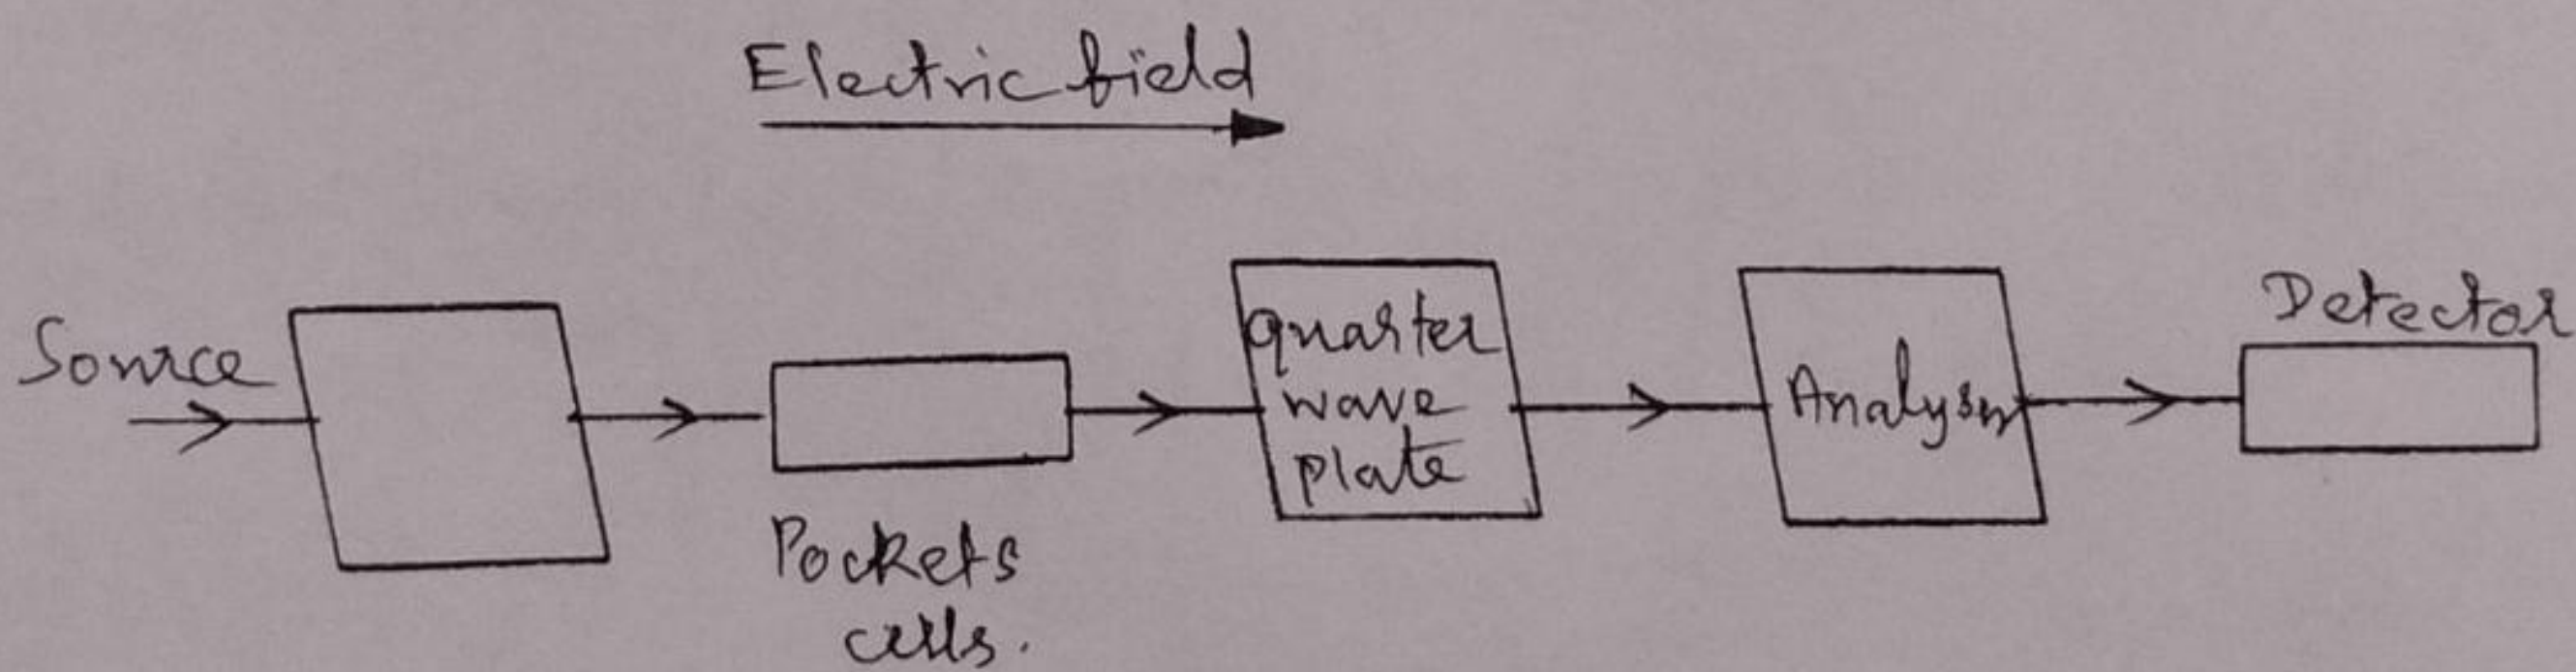 Electric field
Source
Pockets
cells.
quarter
wave
plate
Analyser
Detector